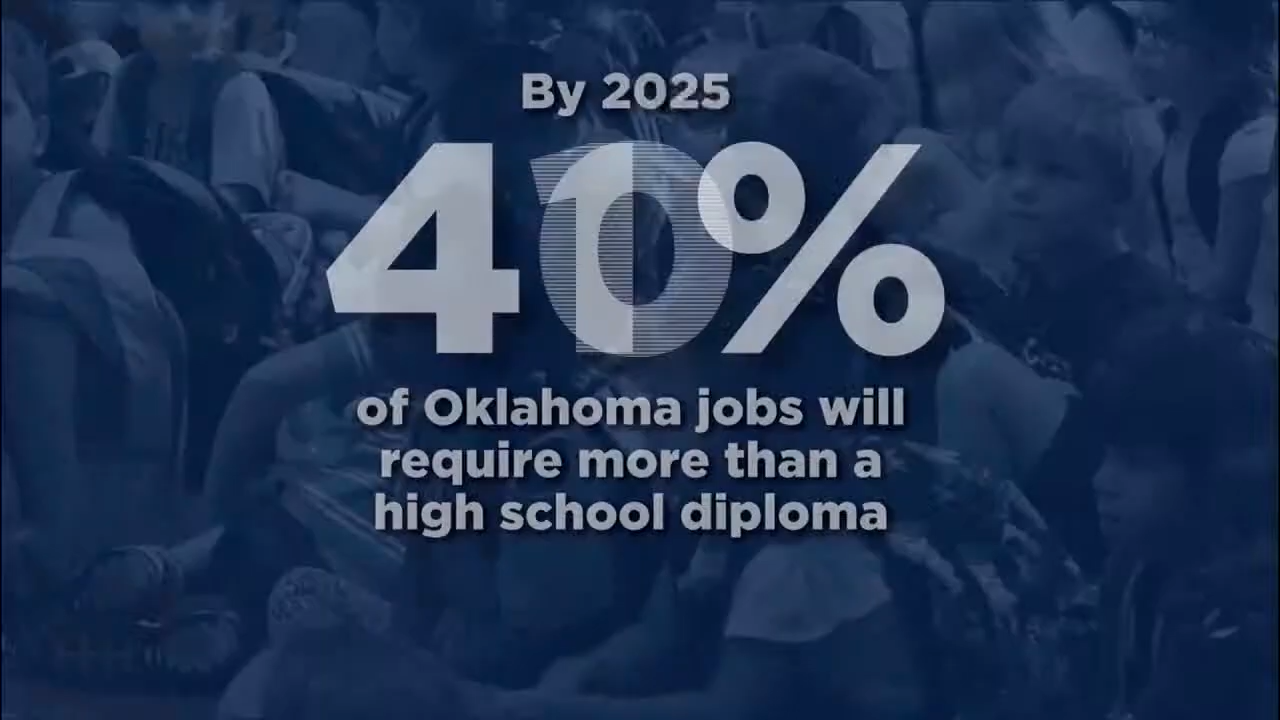 By 2025
of Oklahoma jobs will
require more than a
high school diploma